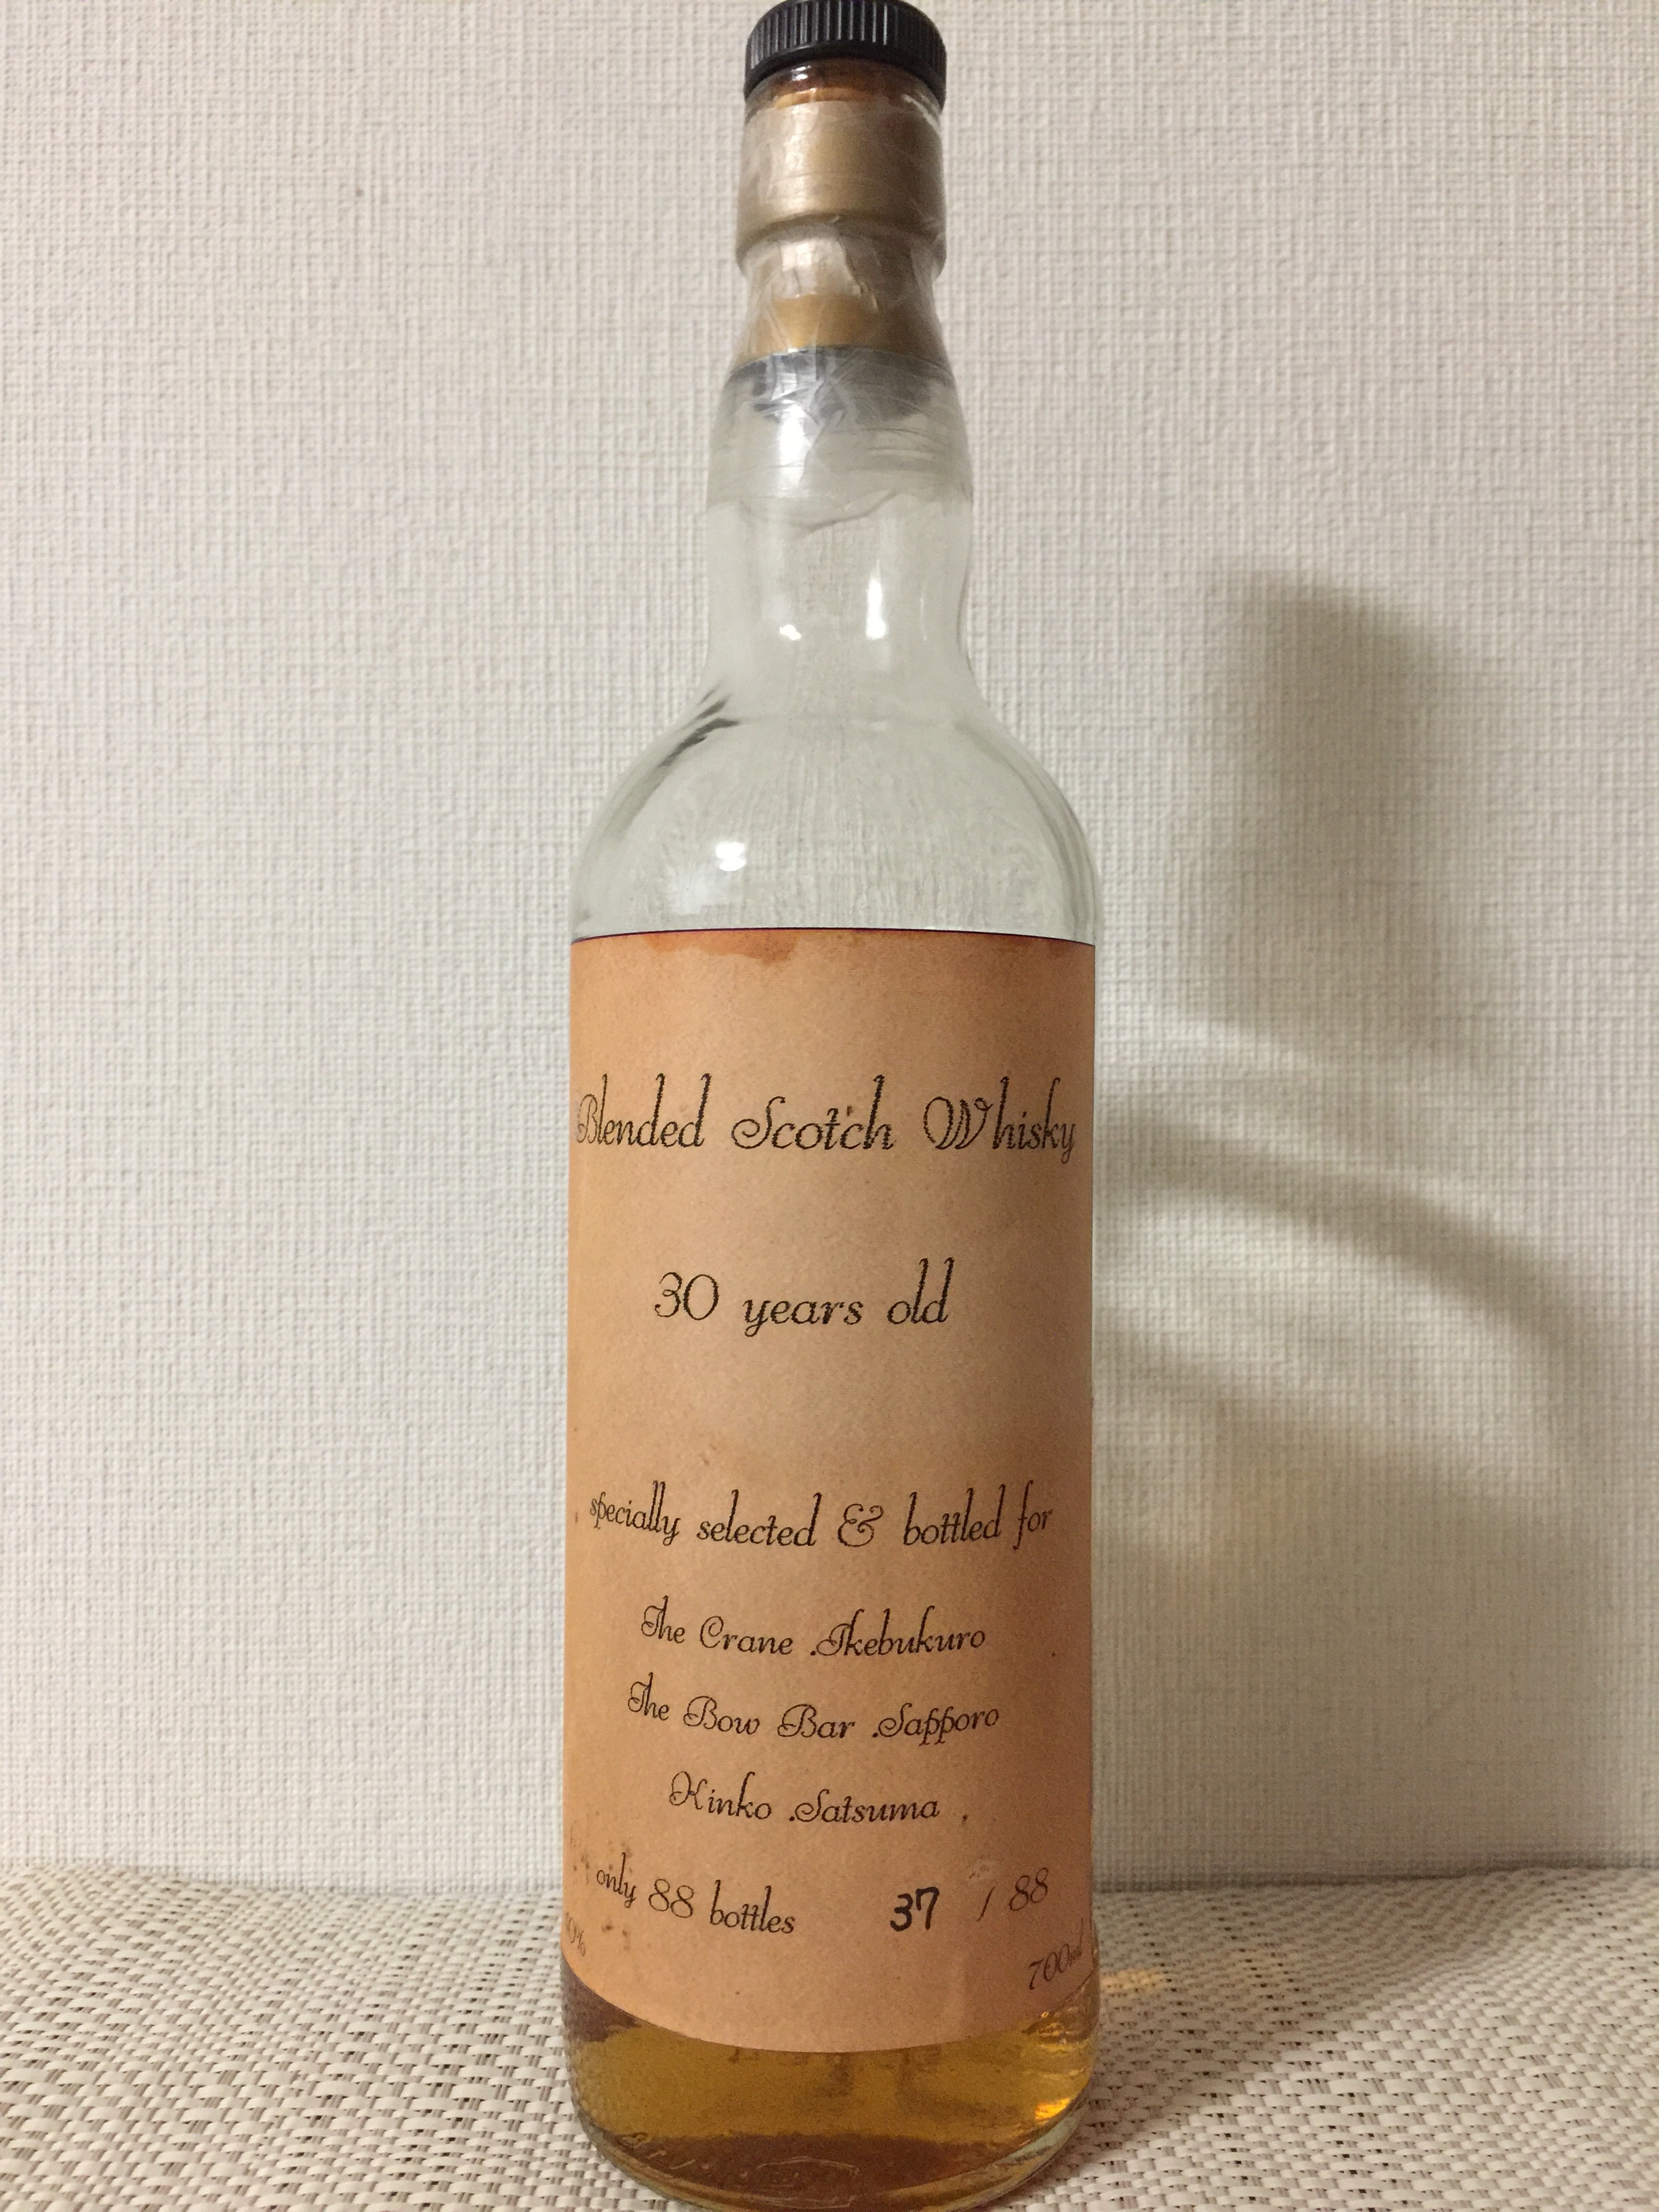 Blended Scotch Whisky
30 years old
specially selected & bottled for
The Crane .Ikebukuro
The Bow Bar .Sapporo
Kinko .Satsuma
only 88 bottles 37 / 88
700ml